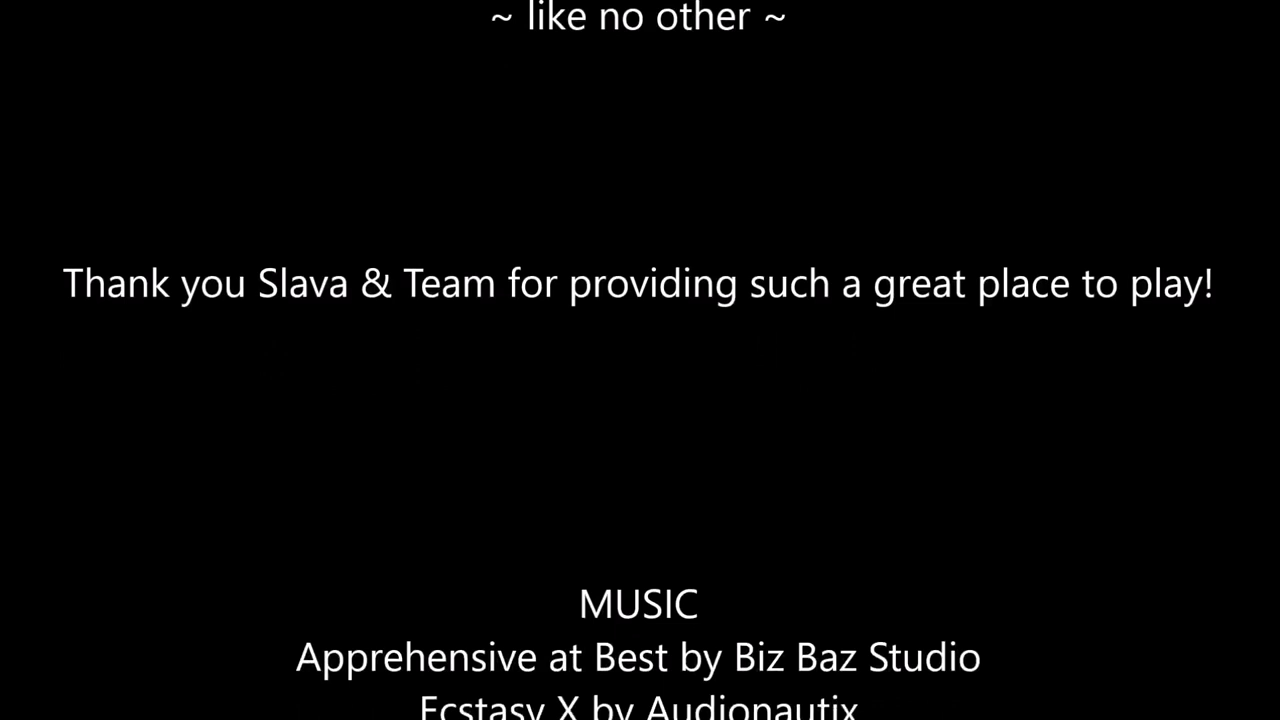 ~ like no other ~
Thank you Slava & Team for providing such a great place to play!
MUSIC
Apprehensive at Best by Biz Baz Studio
Ecstasy X by Audionautix